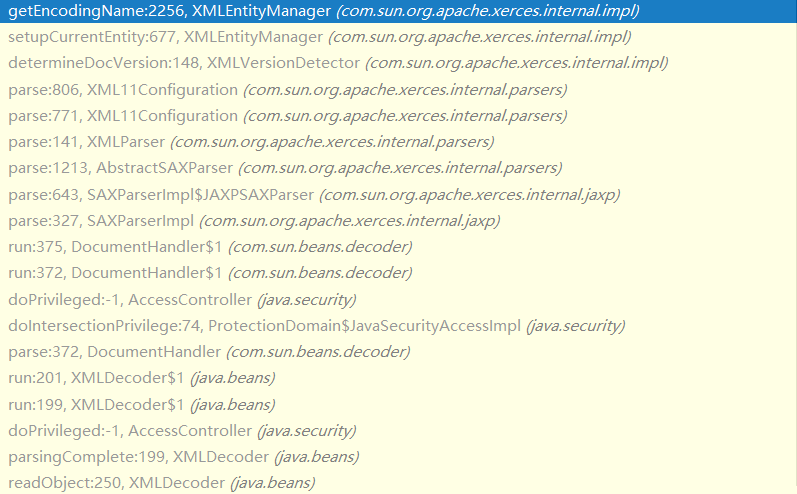 getEncodingName:2256, XMLEntityManager (com.sun.org.apache.xerces.internal.impl)
setupCurrentEntity:677, XMLEntityManager (com.sun.org.apache.xerces.internal.impl)
determineDocVersion:148, XMLVersionDetector (com.sun.org.apache.xerces.internal.impl)
parse:806, XML11Configuration (com.sun.org.apache.xerces.internal.parsers)
parse:771, XML11Configuration (com.sun.org.apache.xerces.internal.parsers)
parse:141, XMLParser (com.sun.org.apache.xerces.internal.parsers)
parse:1213, AbstractSAXParser (com.sun.org.apache.xerces.internal.parsers)
parse:643, SAXParserImpl$JAXPSAXParser (com.sun.org.apache.xerces.internal.jaxp)
parse:327, SAXParserImpl (com.sun.org.apache.xerces.internal.jaxp)
run:375, DocumentHandler$1 (com.sun.beans.decoder)
run:372, DocumentHandler$1 (com.sun.beans.decoder)
doPrivileged:-1, AccessController (java.security)
doIntersectionPrivilege:74, ProtectionDomain$JavaSecurityAccessImpl (java.security)
parse:372, DocumentHandler (com.sun.beans.decoder)
run:201, XMLDecoder$1 (java.beans)
run:199, XMLDecoder$1 (java.beans)
doPrivileged:-1, AccessController (java.security)
parsingComplete:199, XMLDecoder (java.beans)
readObject:250, XMLDecoder (java.beans)